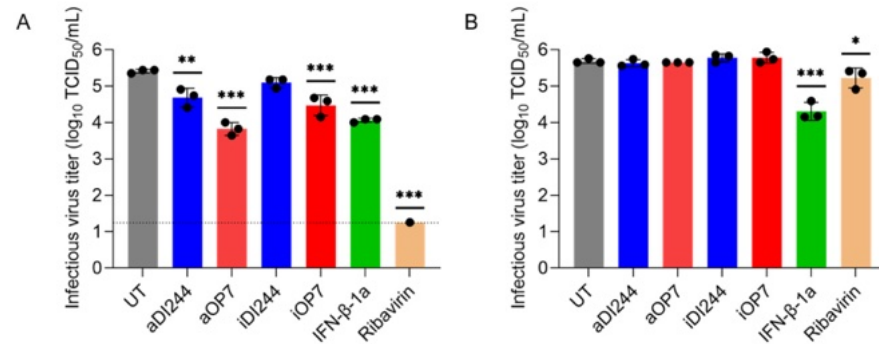 A
Infectious virus titer (log10 TCID50/mL)
6
5
4
3
2
1
0
**
***
***
***
***
UT
aDI244
aOP7
iDI244
iOP7
IFN-β-1a
Ribavirin
B
Infectious virus titer (log10 TCID50/mL)
6
5
4
3
2
1
0
***
*
UT
aDI244
aOP7
iDI244
iOP7
IFN-β-1a
Ribavirin